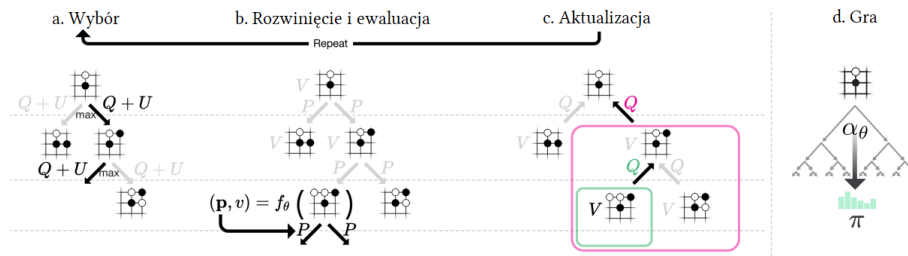 a. Wybór
b. Rozwinięcie i ewaluacja
c. Aktualizacja
d. Gra
Repeat
Q + U
max
Q + U
Q + U
max
Q + U
V
P
P
V
V
P
P
(p, v) = fθ ( )
P
P
Q
Q
V
V
Q
Q
V
αθ
π